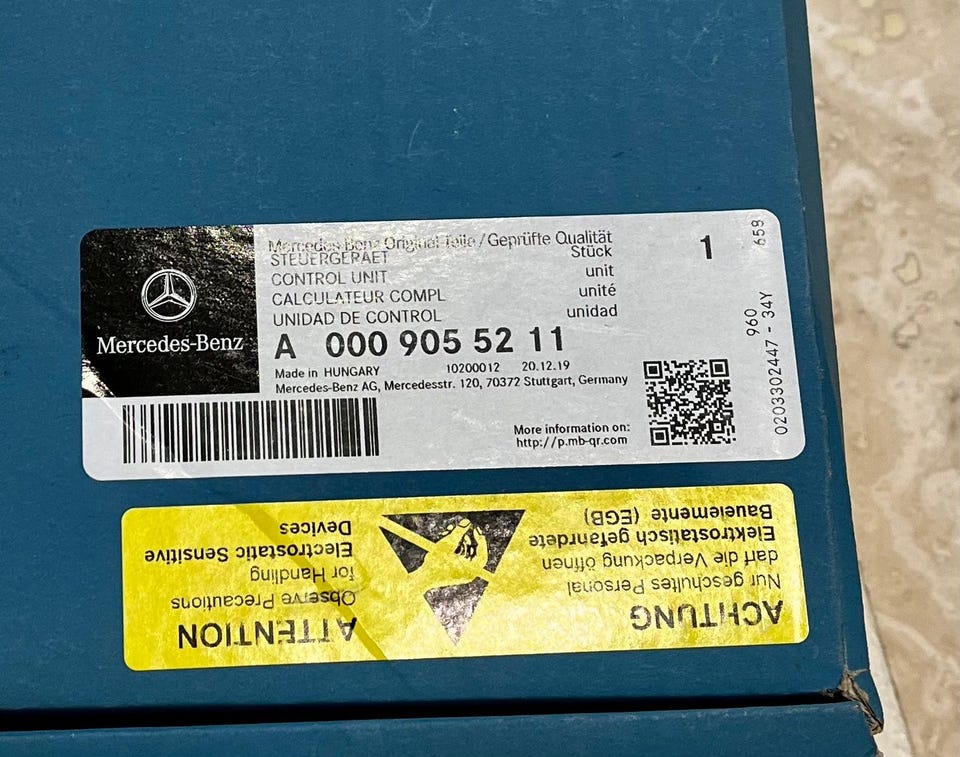 Mercedes-Benz
Mercedes-Benz Original-Teile / Geprüfte Qualität
STEUERGERAET Stück
CONTROL UNIT unit
CALCULATEUR COMPL unité
UNIDAD DE CONTROL unidad
1
A 000 905 52 11
Made in HUNGARY 10200012 20.12.19
Mercedes-Benz AG, Mercedesstr. 120, 70372 Stuttgart, Germany
More information on:
http://p.mb-qr.com
960 658
0203302447 - 34Y
ACHTUNG
Nur geschultes Personal
darf die Verpackung öffnen
Elektrostatisch gefährdete
Bauelemente (EGB)
ATTENTION
Observe Precautions
for Handling
Electrostatic Sensitive
Devices